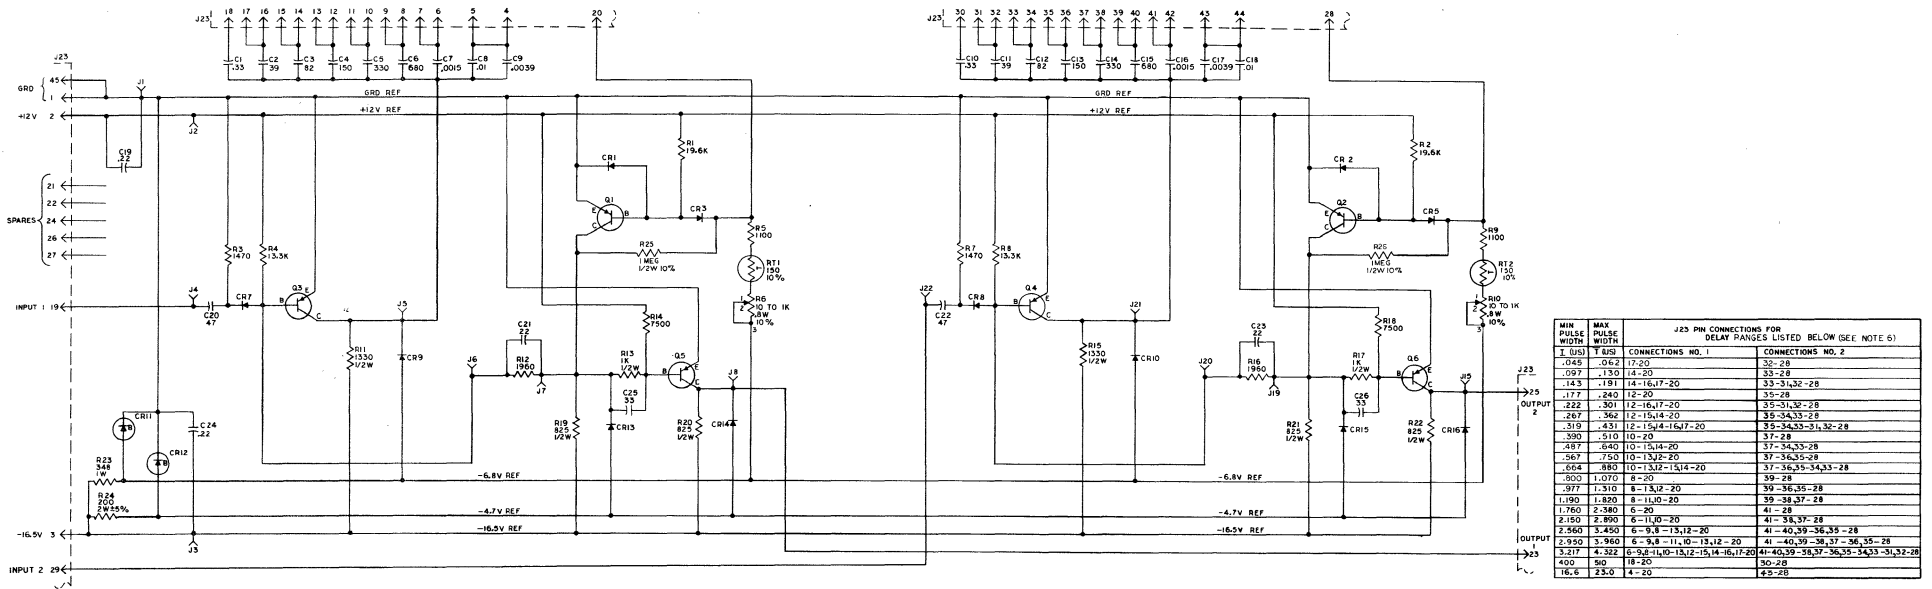 18 17 16 15 14 13 12 11 10 9 8 7 6 5 4 20
J23
30 31 32 33 34 35 36 37 38 39 40 41 42 43 44 28
J23
C1 .33
C2 39
C3 82
C4 150
C5 330
C6 680
C7 .0015
C8 .01
C9 .0039
C10 .33
C11 39
C12 82
C13 150
C14 330
C15 680
C16 .0015
C17 .0039
C18 .01
J23
GRD
45
1
J1
GRD REF
GRD REF
+12V 2
J2
+12V REF
+12V REF
C19 .22
SPARES
21
22
24
26
27
R3 1470
R4 13.3K
CR1
R1 19.6K
Q1
E
B
C
CR3
R25
1 MEG
1/2W 10%
R5 1100
RT1
150
10%
R6
10 TO 1K
.8W
10%
1
2
3
INPUT 1 19
J4
C20
47
CR7
Q3
B
E
C
J5
R11
1330
1/2W
CR9
J6
C21
22
R12
1960
J7
R13
1K
1/2W
R14
7500
C25
33
Q5
B
E
C
J8
CR13
R19
825
1/2W
R20
825
1/2W
CR14
R7
1470
R8
13.3K
CR 2
R 2
19.6K
Q2
E
B
C
CR5
R26
1MEG
1/2W 10%
R9
1100
RT2
150
10%
R10
10 TO 1K
.8W
10%
1
2
3
J22
C22
47
CR8
Q4
B
E
C
J21
R15
1330
1/2W
CR10
J20
C23
22
R16
1960
J19
R17
1K
1/2W
R18
7500
C26
33
Q6
B
E
C
J15
CR15
R21
825
1/2W
R22
825
1/2W
CR16
J23
25
OUTPUT 2
CR11
B
C24
.22
CR12
B
R23
348
1W
R24
200
2W±5%
-6.8V REF
-6.8V REF
-4.7V REF
-4.7V REF
-16.5V REF
-16.5V REF
-16.5V 3
J3
INPUT 2 29
OUTPUT 1
23
MIN PULSE WIDTH MAX PULSE WIDTH J23 PIN CONNECTIONS FOR DELAY RANGES LISTED BELOW (SEE NOTE 6)
T (US) T (US) CONNECTIONS NO. 1 CONNECTIONS NO. 2
.045 .062 17-20 32-28
.097 .130 14-20 33-28
.143 .191 14-16,17-20 33-31,32-28
.177 .240 12-20 35-28
.222 .301 12-16,17-20 35-31,32-28
.267 .362 12-15,14-20 35-34,33-28
.319 .431 12-15,14-16,17-20 35-34,33-31,32-28
.390 .510 10-20 37-28
.487 .640 10-15,14-20 37-34,33-28
.567 .750 10-13,12-20 37-36,35-28
.664 .880 10-13,12-15,14-20 37-36,35-34,33-28
.800 1.070 8-20 39-28
.977 1.310 8-13,12-20 39-36,35-28
1.190 1.820 8-11,10-20 39-38,37-28
1.760 2.380 6-20 41-28
2.150 2.890 6-11,10-20 41-38,37-28
2.560 3.450 6-9,8-13,12-20 41-40,39-36,35-28
2.950 3.960 6-9,8-11,10-13,12-20 41-40,39-38,37-36,35-28
3.217 4.322 6-9,8-11,10-13,12-15,14-16,17-20 41-40,39-38,37-36,35-34,33-31,32-28
400 510 18-20 30-28
16.6 23.0 4-20 43-28